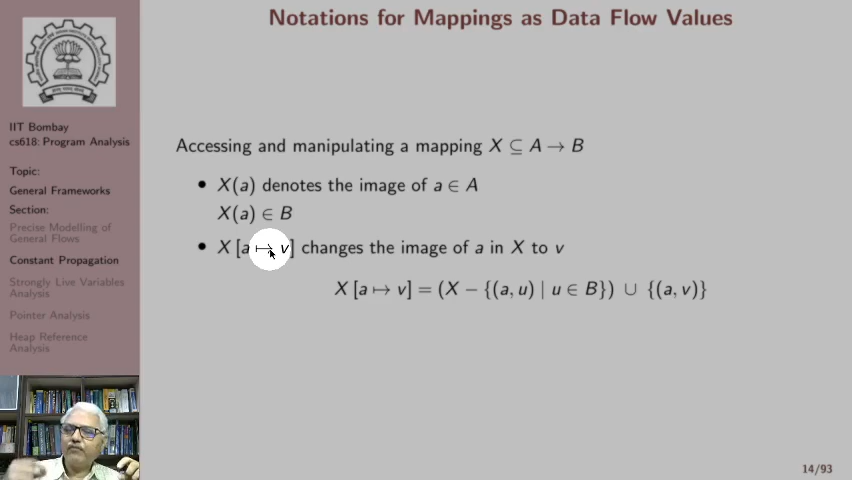 Notations for Mappings as Data Flow Values
IIT Bombay
cs618: Program Analysis
Topic:
General Frameworks
Section:
Precise Modelling of
General Flows
Constant Propagation
Strongly Live Variables
Analysis
Pointer Analysis
Heap Reference
Analysis
Accessing and manipulating a mapping X ⊆ A → B
• X(a) denotes the image of a ∈ A
X(a) ∈ B
• X [a ↦ v] changes the image of a in X to v
X [a ↦ v] = (X − {(a, u) | u ∈ B}) ∪ {(a, v)}
14/93